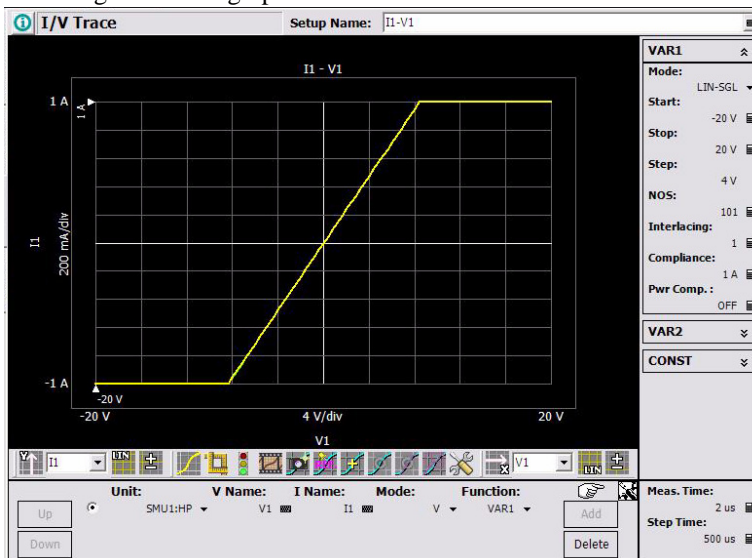 I/V Trace
Setup Name: I1-V1
I1 - V1
1 A
1 A
I1
200 mA/div
-1 A
-20 V
-20 V
4 V/div
20 V
V1
VAR1
Mode:
LIN-SGL
Start:
-20 V
Stop:
20 V
Step:
4 V
NOS:
101
Interlacing:
1
Compliance:
1 A
Pwr Comp. :
OFF
VAR2
CONST
Y
I1
LIN
X
V1
LIN
Up
Down
Unit: V Name: I Name: Mode: Function:
SMU1:HP V1 I1 V VAR1
Add
Delete
Meas. Time:
2 us
Step Time:
500 us